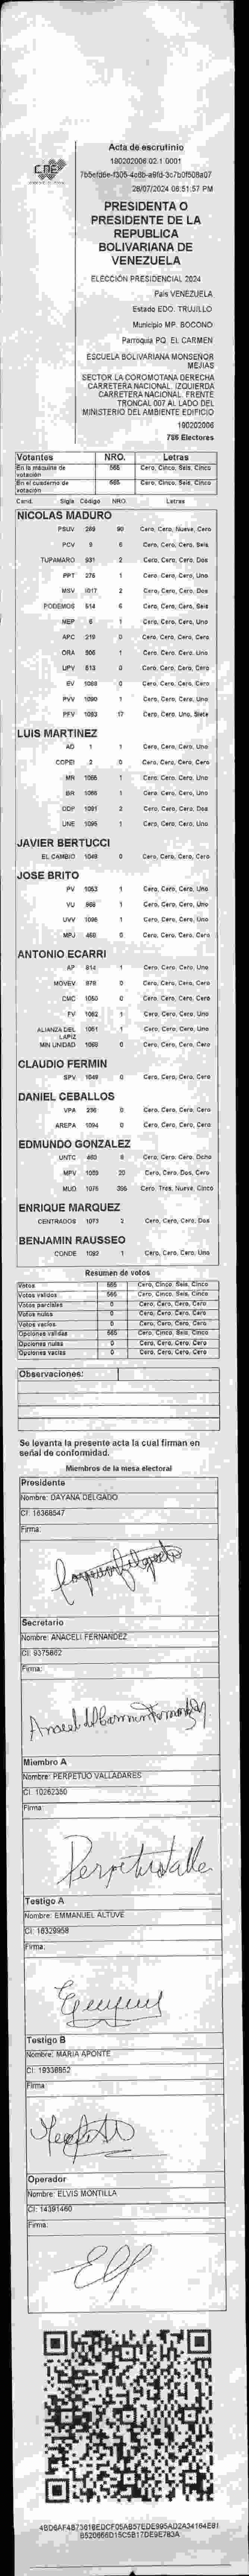 Acta de escrutinio
190202006.02.1.0001
28/07/2024 06:51:57 PM
CNE
PRESIDENTA O
PRESIDENTE DE LA
REPUBLICA
BOLIVARIANA DE
VENEZUELA
ELECCIÓN PRESIDENCIAL 2024
País VENEZUELA
Estado EDO. TRUJILLO
Municipio MP. BOCONO
Parroquia PQ. EL CARMEN
ESCUELA BOLIVARIANA MONSEÑOR
MEJIAS
SECTOR LA COROMOTANA DERECHA
CARRETERA NACIONAL. IZQUIERDA
CARRETERA NACIONAL. FRENTE
TRONCAL 007 AL LADO DEL
MINISTERIO DEL AMBIENTE EDIFICIO
190202006
786 Electores
Votantes NRO. Letras
En la máquina de votación 565 Cero, Cinco, Seis, Cinco
En el cuaderno de votación 565 Cero, Cinco, Seis, Cinco
Cand. Sigla Código NRO Letras
NICOLAS MADURO
PSUV 289 90 Cero, Cero, Nueve, Cero
PCV 9 6 Cero, Cero, Cero, Seis
TUPAMARO 931 2 Cero, Cero, Cero, Dos
PPT 275 1 Cero, Cero, Cero, Uno
MSV 1017 2 Cero, Cero, Cero, Dos
PODEMOS 514 6 Cero, Cero, Cero, Seis
MEP 6 1 Cero, Cero, Cero, Uno
APC 219 0 Cero, Cero, Cero, Cero
ORA 906 1 Cero, Cero, Cero, Uno
UPV 613 0 Cero, Cero, Cero, Cero
EV 1088 0 Cero, Cero, Cero, Cero
PVV 1090 1 Cero, Cero, Cero, Uno
PFV 1093 17 Cero, Cero, Uno, Siete
LUIS MARTINEZ
AD 1 1 Cero, Cero, Cero, Uno
COPEI 2 0 Cero, Cero, Cero, Cero
MR 1066 1 Cero, Cero, Cero, Uno
BR 1068 1 Cero, Cero, Cero, Uno
DDP 1091 2 Cero, Cero, Cero, Dos
UNE 1095 1 Cero, Cero, Cero, Uno
JAVIER BERTUCCI
EL CAMBIO 1049 0 Cero, Cero, Cero, Cero
JOSE BRITO
PV 1053 1 Cero, Cero, Cero, Uno
VU 968 1 Cero, Cero, Cero, Uno
UVV 1098 1 Cero, Cero, Cero, Uno
MPJ 468 0 Cero, Cero, Cero, Cero
ANTONIO ECARRI
AP 814 1 Cero, Cero, Cero, Uno
MOVEV 978 0 Cero, Cero, Cero, Cero
CMC 1050 0 Cero, Cero, Cero, Cero
FV 1082 1 Cero, Cero, Cero, Uno
ALIANZA DEL LAPIZ 1061 1 Cero, Cero, Cero, Uno
MIN UNIDAD 1068 0 Cero, Cero, Cero, Cero
CLAUDIO FERMIN
SPV 1048 0 Cero, Cero, Cero, Cero
DANIEL CEBALLOS
VPA 230 0 Cero, Cero, Cero, Cero
AREPA 1094 0 Cero, Cero, Cero, Cero
EDMUNDO GONZALEZ
UNTC 463 8 Cero, Cero, Cero, Ocho
MPV 1089 20 Cero, Cero, Dos, Cero
MUD 1076 395 Cero, Tres, Nueve, Cinco
ENRIQUE MARQUEZ
CENTRADOS 1073 2 Cero, Cero, Cero, Dos
BENJAMIN RAUSSEO
CONDE 1092 1 Cero, Cero, Cero, Uno
Resumen de votos
Votos 565 Cero, Cinco, Seis, Cinco
Votos validos 565 Cero, Cinco, Seis, Cinco
Votos parciales 0 Cero, Cero, Cero, Cero
Votos nulos 0 Cero, Cero, Cero, Cero
Votos vacíos 0 Cero, Cero, Cero, Cero
Opciones validas 565 Cero, Cinco, Seis, Cinco
Opciones nulas 0 Cero, Cero, Cero, Cero
Opciones vacías 0 Cero, Cero, Cero, Cero
Observaciones:
Se levanta la presente acta la cual firman en
señal de conformidad.
Miembros de la mesa electoral
Presidente
Nombre: DAYANA DELGADO
CI: 16368547
Firma:
Secretario
Nombre: ANACELI FERNANDEZ
CI: 9375862
Firma:
Miembro A
Nombre: PERPETUO VALLADARES
CI: 10262350
Firma:
Testigo A
Nombre: EMMANUEL ALTUVE
CI: 18329958
Firma:
Testigo B
Nombre: MARIA APONTE
CI: 19338862
Firma:
Operador
Nombre: ELVIS MONTILLA
CI: 14391460
Firma: